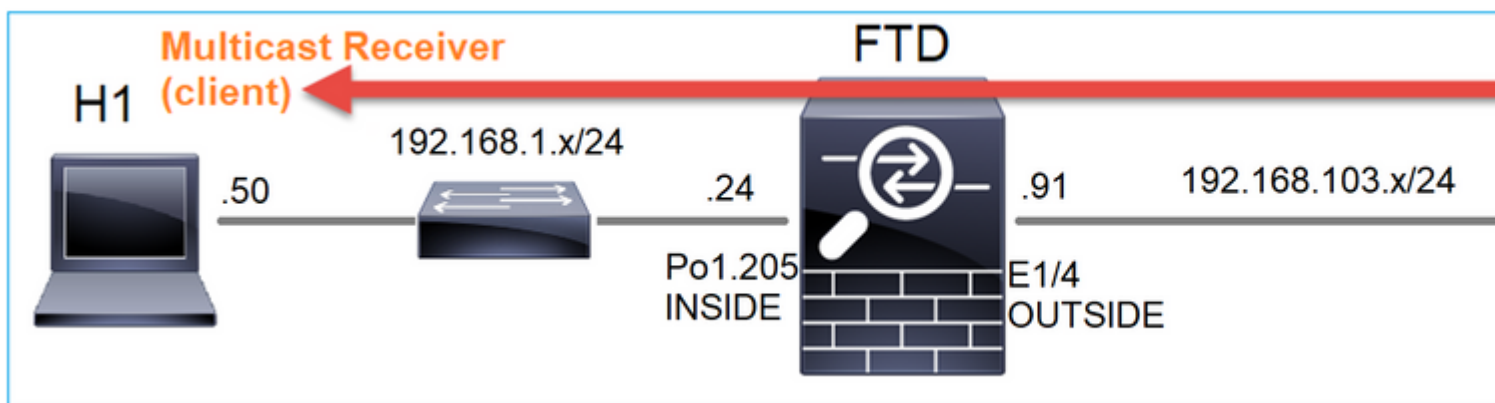 Multicast Receiver
(client)
FTD
H1
192.168.1.x/24
.50
.24
.91
192.168.103.x/24
Po1.205
INSIDE
E1/4
OUTSIDE